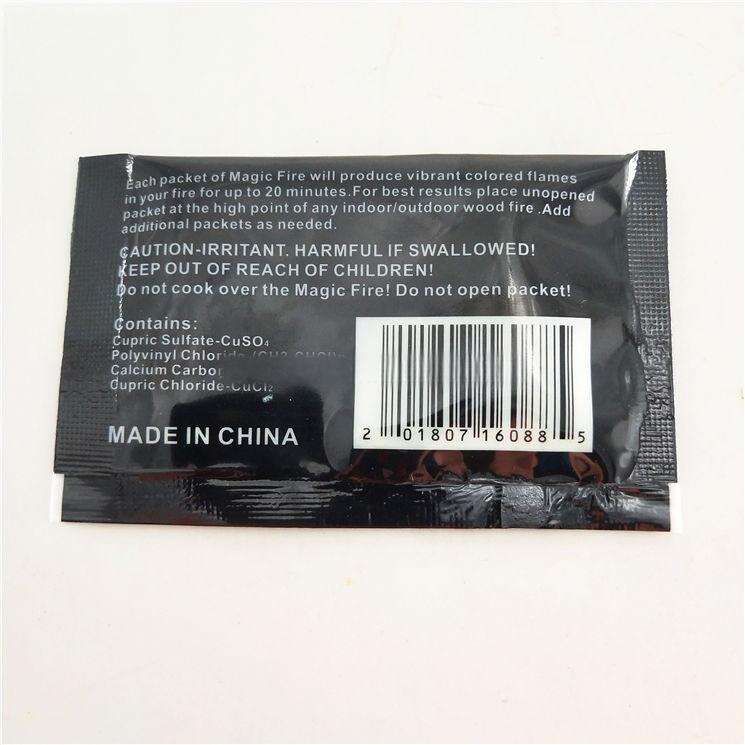 Each packet of Magic Fire will produce vibrant colored flames
in your fire for up to 20 minutes.For best results place unopened
packet at the high point of any indoor/outdoor wood fire .Add
additional packets as needed.
CAUTION-IRRITANT. HARMFUL IF SWALLOWED!
KEEP OUT OF REACH OF CHILDREN!
Do not cook over the Magic Fire! Do not open packet!
Contains:
Cupric Sulfate-CuSO₄
Polyvinyl
Calcium
Cupric Chloride-CuCl₂
MADE IN CHINA
2 01807 16088 5